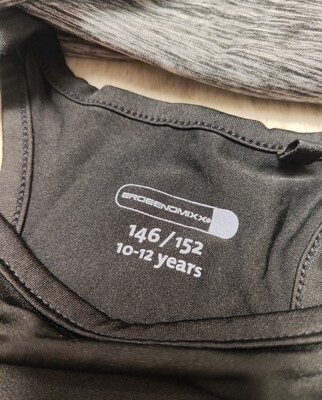 ERGEENOMIXX®
146/152
10-12 years